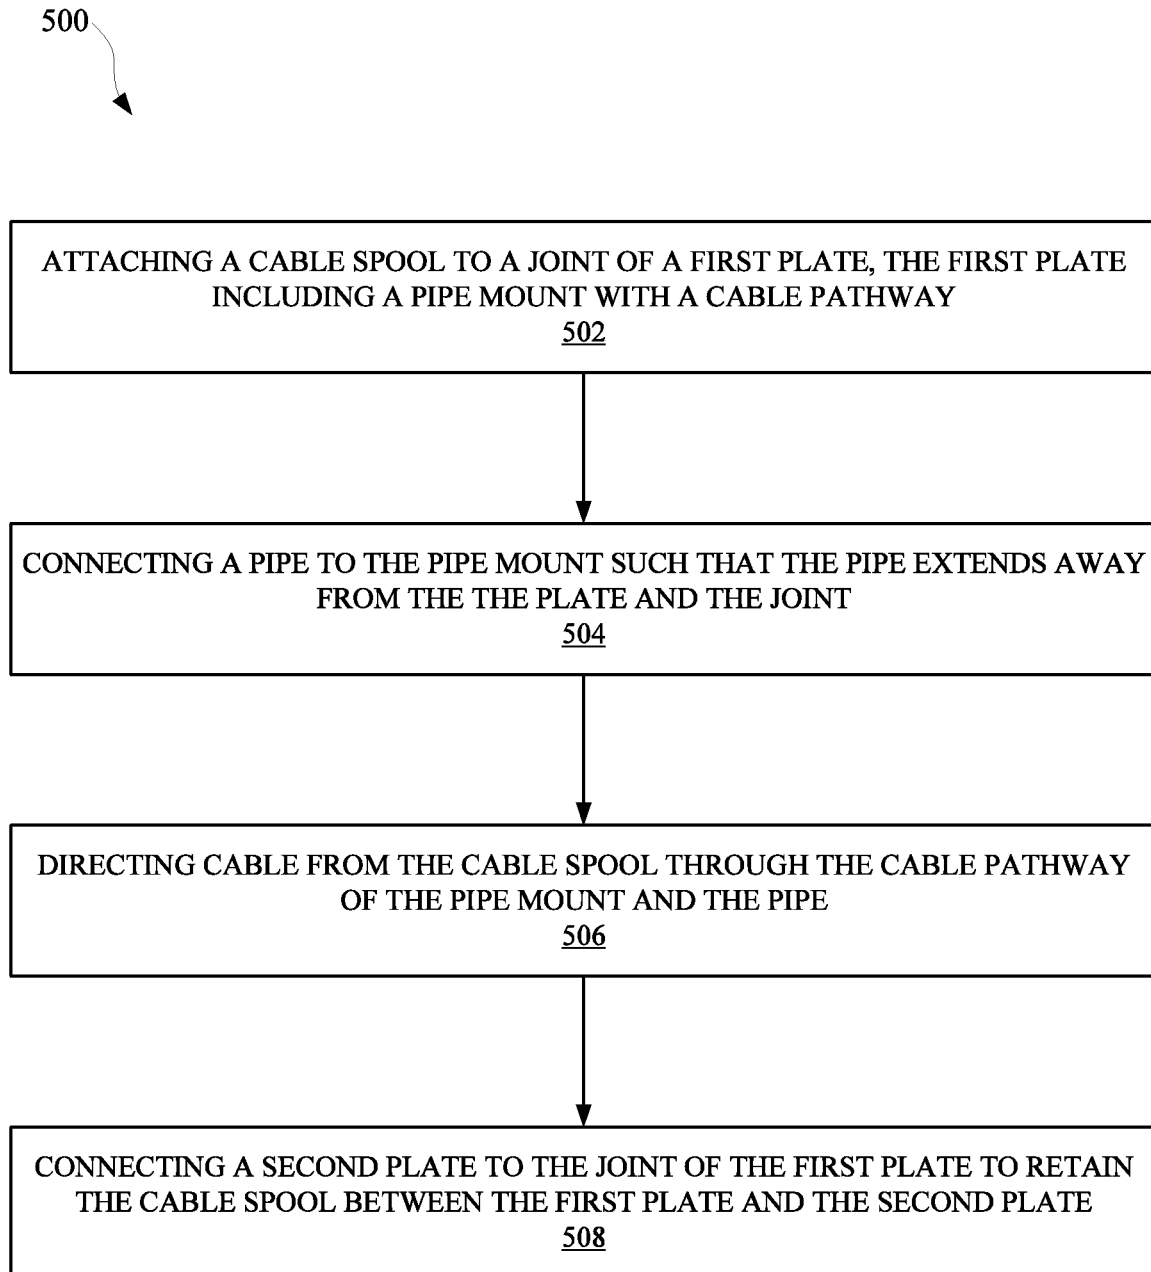 500
ATTACHING A CABLE SPOOL TO A JOINT OF A FIRST PLATE, THE FIRST PLATE
INCLUDING A PIPE MOUNT WITH A CABLE PATHWAY
502
CONNECTING A PIPE TO THE PIPE MOUNT SUCH THAT THE PIPE EXTENDS AWAY
FROM THE THE PLATE AND THE JOINT
504
DIRECTING CABLE FROM THE CABLE SPOOL THROUGH THE CABLE PATHWAY
OF THE PIPE MOUNT AND THE PIPE
506
CONNECTING A SECOND PLATE TO THE JOINT OF THE FIRST PLATE TO RETAIN
THE CABLE SPOOL BETWEEN THE FIRST PLATE AND THE SECOND PLATE
508